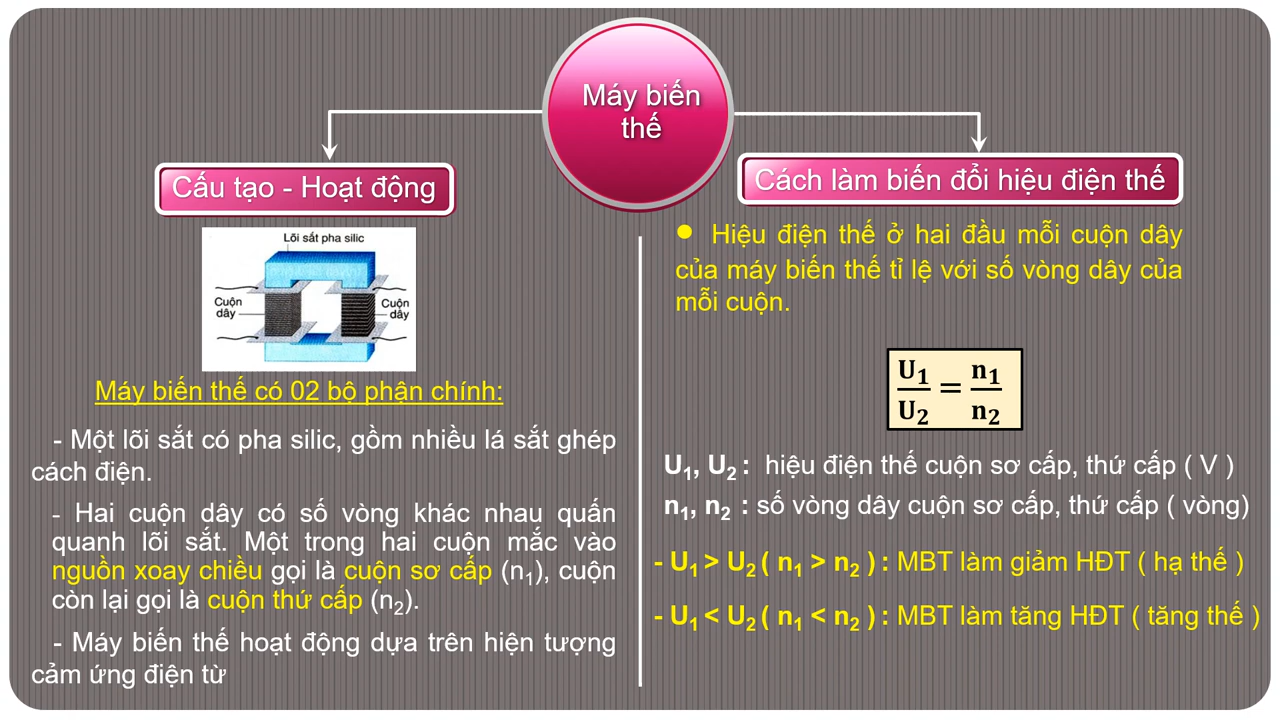 Máy biến
thế
Cấu tạo - Hoạt động
Lõi sắt pha silic
Cuộn
dây
Cuộn
dây
Máy biến thế có 02 bộ phận chính:
- Một lõi sắt có pha silic, gồm nhiều lá sắt ghép
cách điện.
- Hai cuộn dây có số vòng khác nhau quấn
quanh lõi sắt. Một trong hai cuộn mắc vào
nguồn xoay chiều gọi là cuộn sơ cấp (n₁), cuộn
còn lại gọi là cuộn thứ cấp (n₂).
- Máy biến thế hoạt động dựa trên hiện tượng
cảm ứng điện từ
Cách làm biến đổi hiệu điện thế
● Hiệu điện thế ở hai đầu mỗi cuộn dây
của máy biến thế tỉ lệ với số vòng dây của
mỗi cuộn.
U₁/U₂ = n₁/n₂
U₁, U₂ : hiệu điện thế cuộn sơ cấp, thứ cấp ( V )
n₁, n₂ : số vòng dây cuộn sơ cấp, thứ cấp ( vòng)
- U₁ > U₂ ( n₁ > n₂ ) : MBT làm giảm HĐT ( hạ thế )
- U₁ < U₂ ( n₁ < n₂ ) : MBT làm tăng HĐT ( tăng thế )